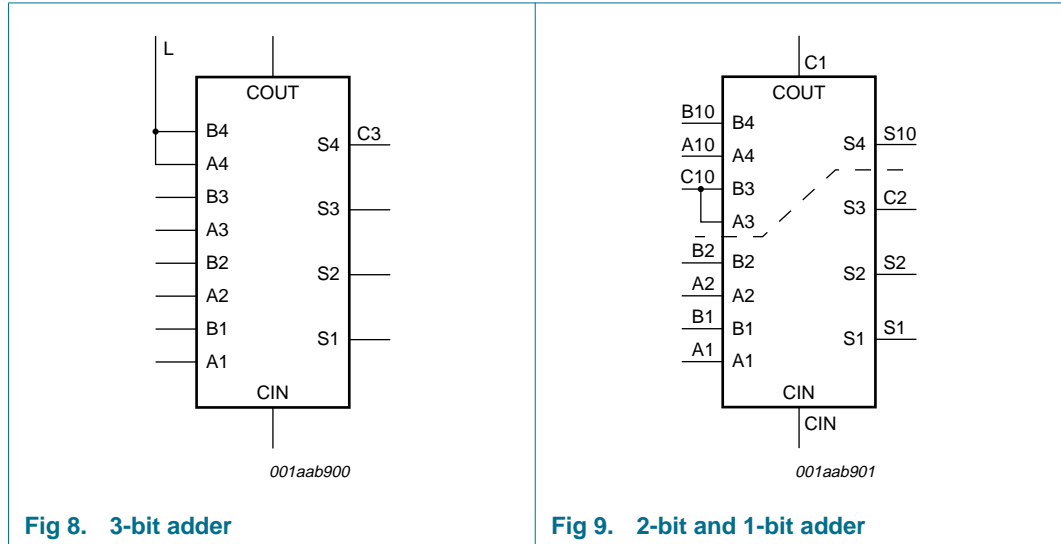 L
COUT
B4
A4
B3
A3
B2
A2
B1
A1
S4
C3
S3
S2
S1
CIN
001aab900
Fig 8. 3-bit adder
C1
COUT
B10
B4
A10
A4
C10
B3
A3
B2
B2
A2
A2
B1
B1
A1
A1
S4
S10
S3
C2
S2
S2
S1
S1
CIN
CIN
001aab901
Fig 9. 2-bit and 1-bit adder